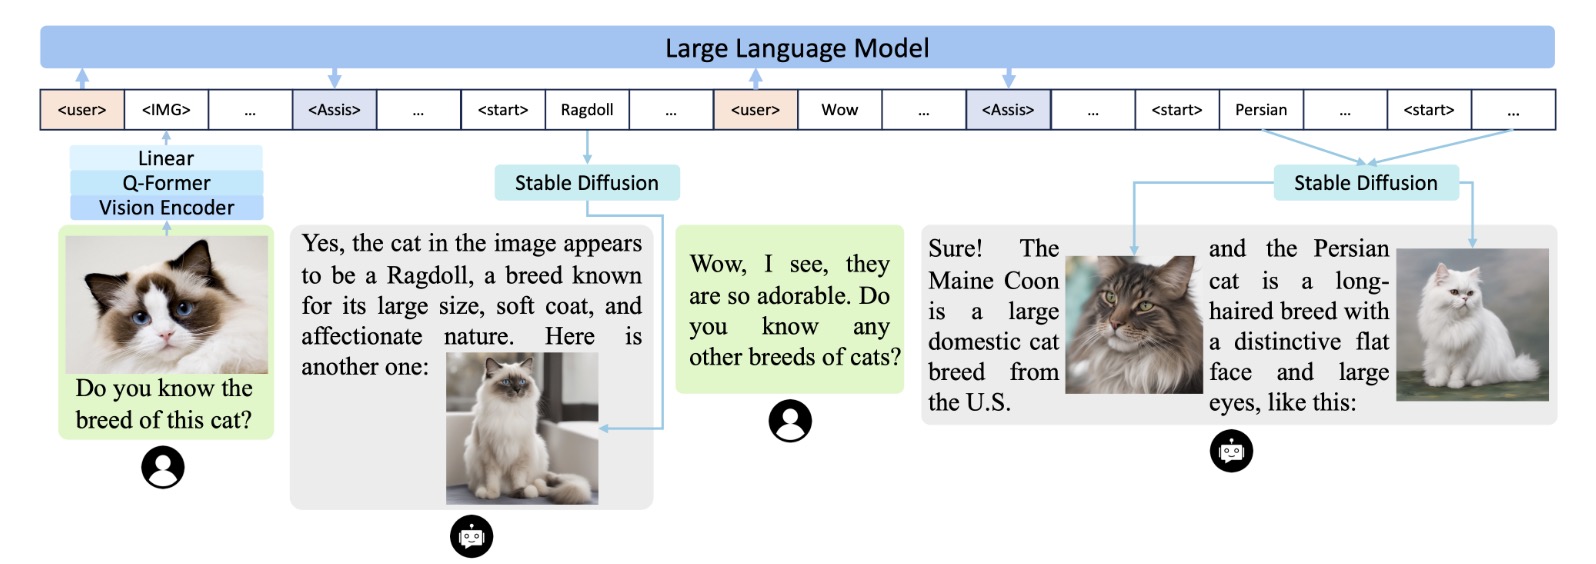 Large Language Model
<user> <IMG> ... <Assis> ... <start> Ragdoll ... <user> Wow ... <Assis> ... <start> Persian ... <start> ...
Linear
Q-Former
Vision Encoder
Do you know the
breed of this cat?
Stable Diffusion
Yes, the cat in the image appears
to be a Ragdoll, a breed known
for its large size, soft coat, and
affectionate nature. Here is
another one:
Wow, I see, they
are so adorable. Do
you know any
other breeds of cats?
Stable Diffusion
Sure! The
Maine Coon
is a large
domestic cat
breed from
the U.S.
and the Persian
cat is a long-
haired breed with
a distinctive flat
face and large
eyes, like this: